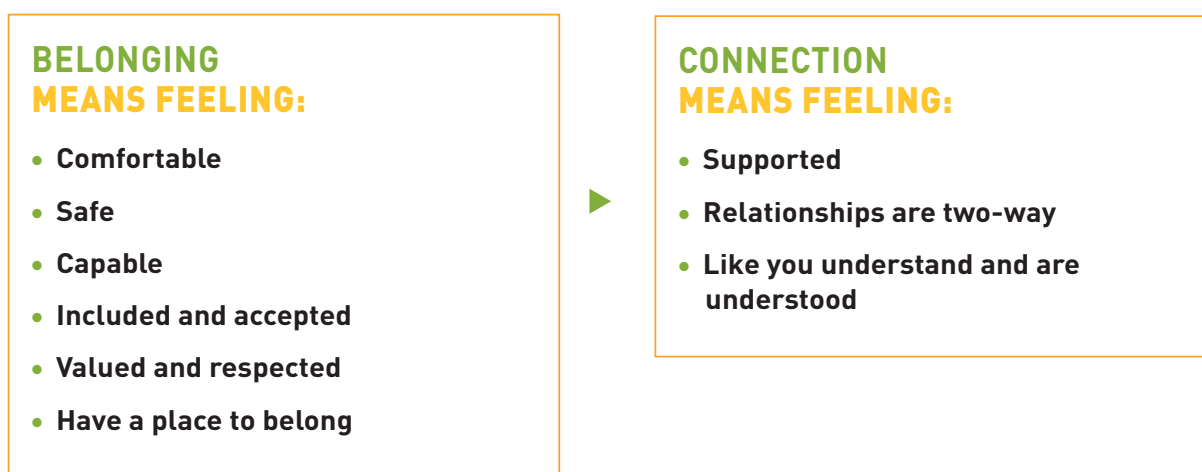 BELONGING
MEANS FEELING:
• Comfortable
• Safe
• Capable
• Included and accepted
• Valued and respected
• Have a place to belong
CONNECTION
MEANS FEELING:
• Supported
• Relationships are two-way
• Like you understand and are
understood